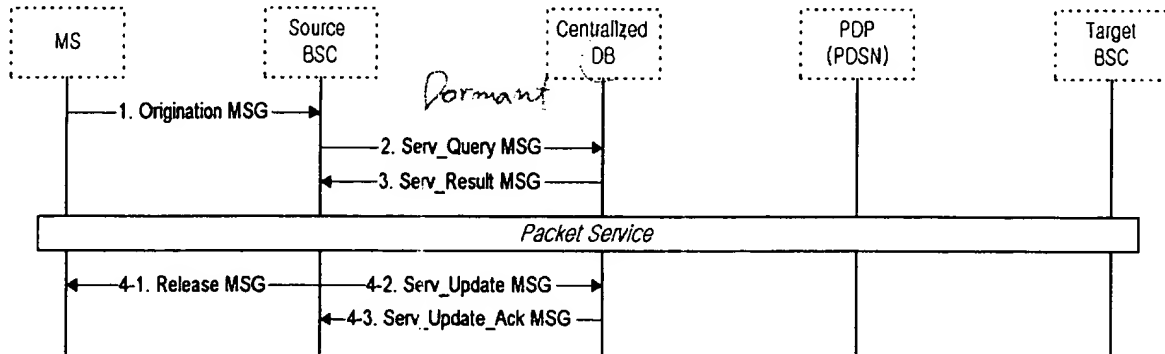 MS
Source
BSC
Centralized
DB
PDP
(PDSN)
Target
BSC
Dormant
1. Origination MSG
2. Serv_Query MSG
3. Serv_Result MSG
Packet Service
4-1. Release MSG
4-2. Serv_Update MSG
4-3. Serv_Update_Ack MSG